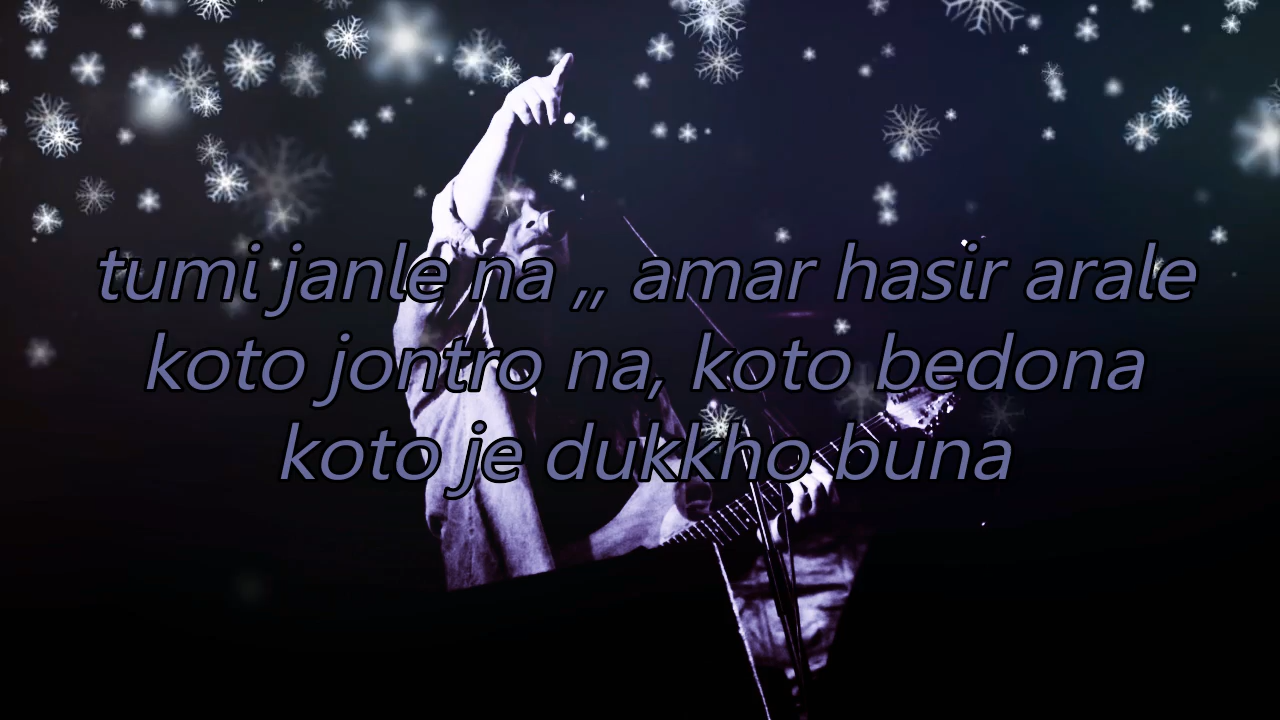 tumi janle na ,, amar hasir arale
koto jontro na, koto bedona
koto je dukkho buna